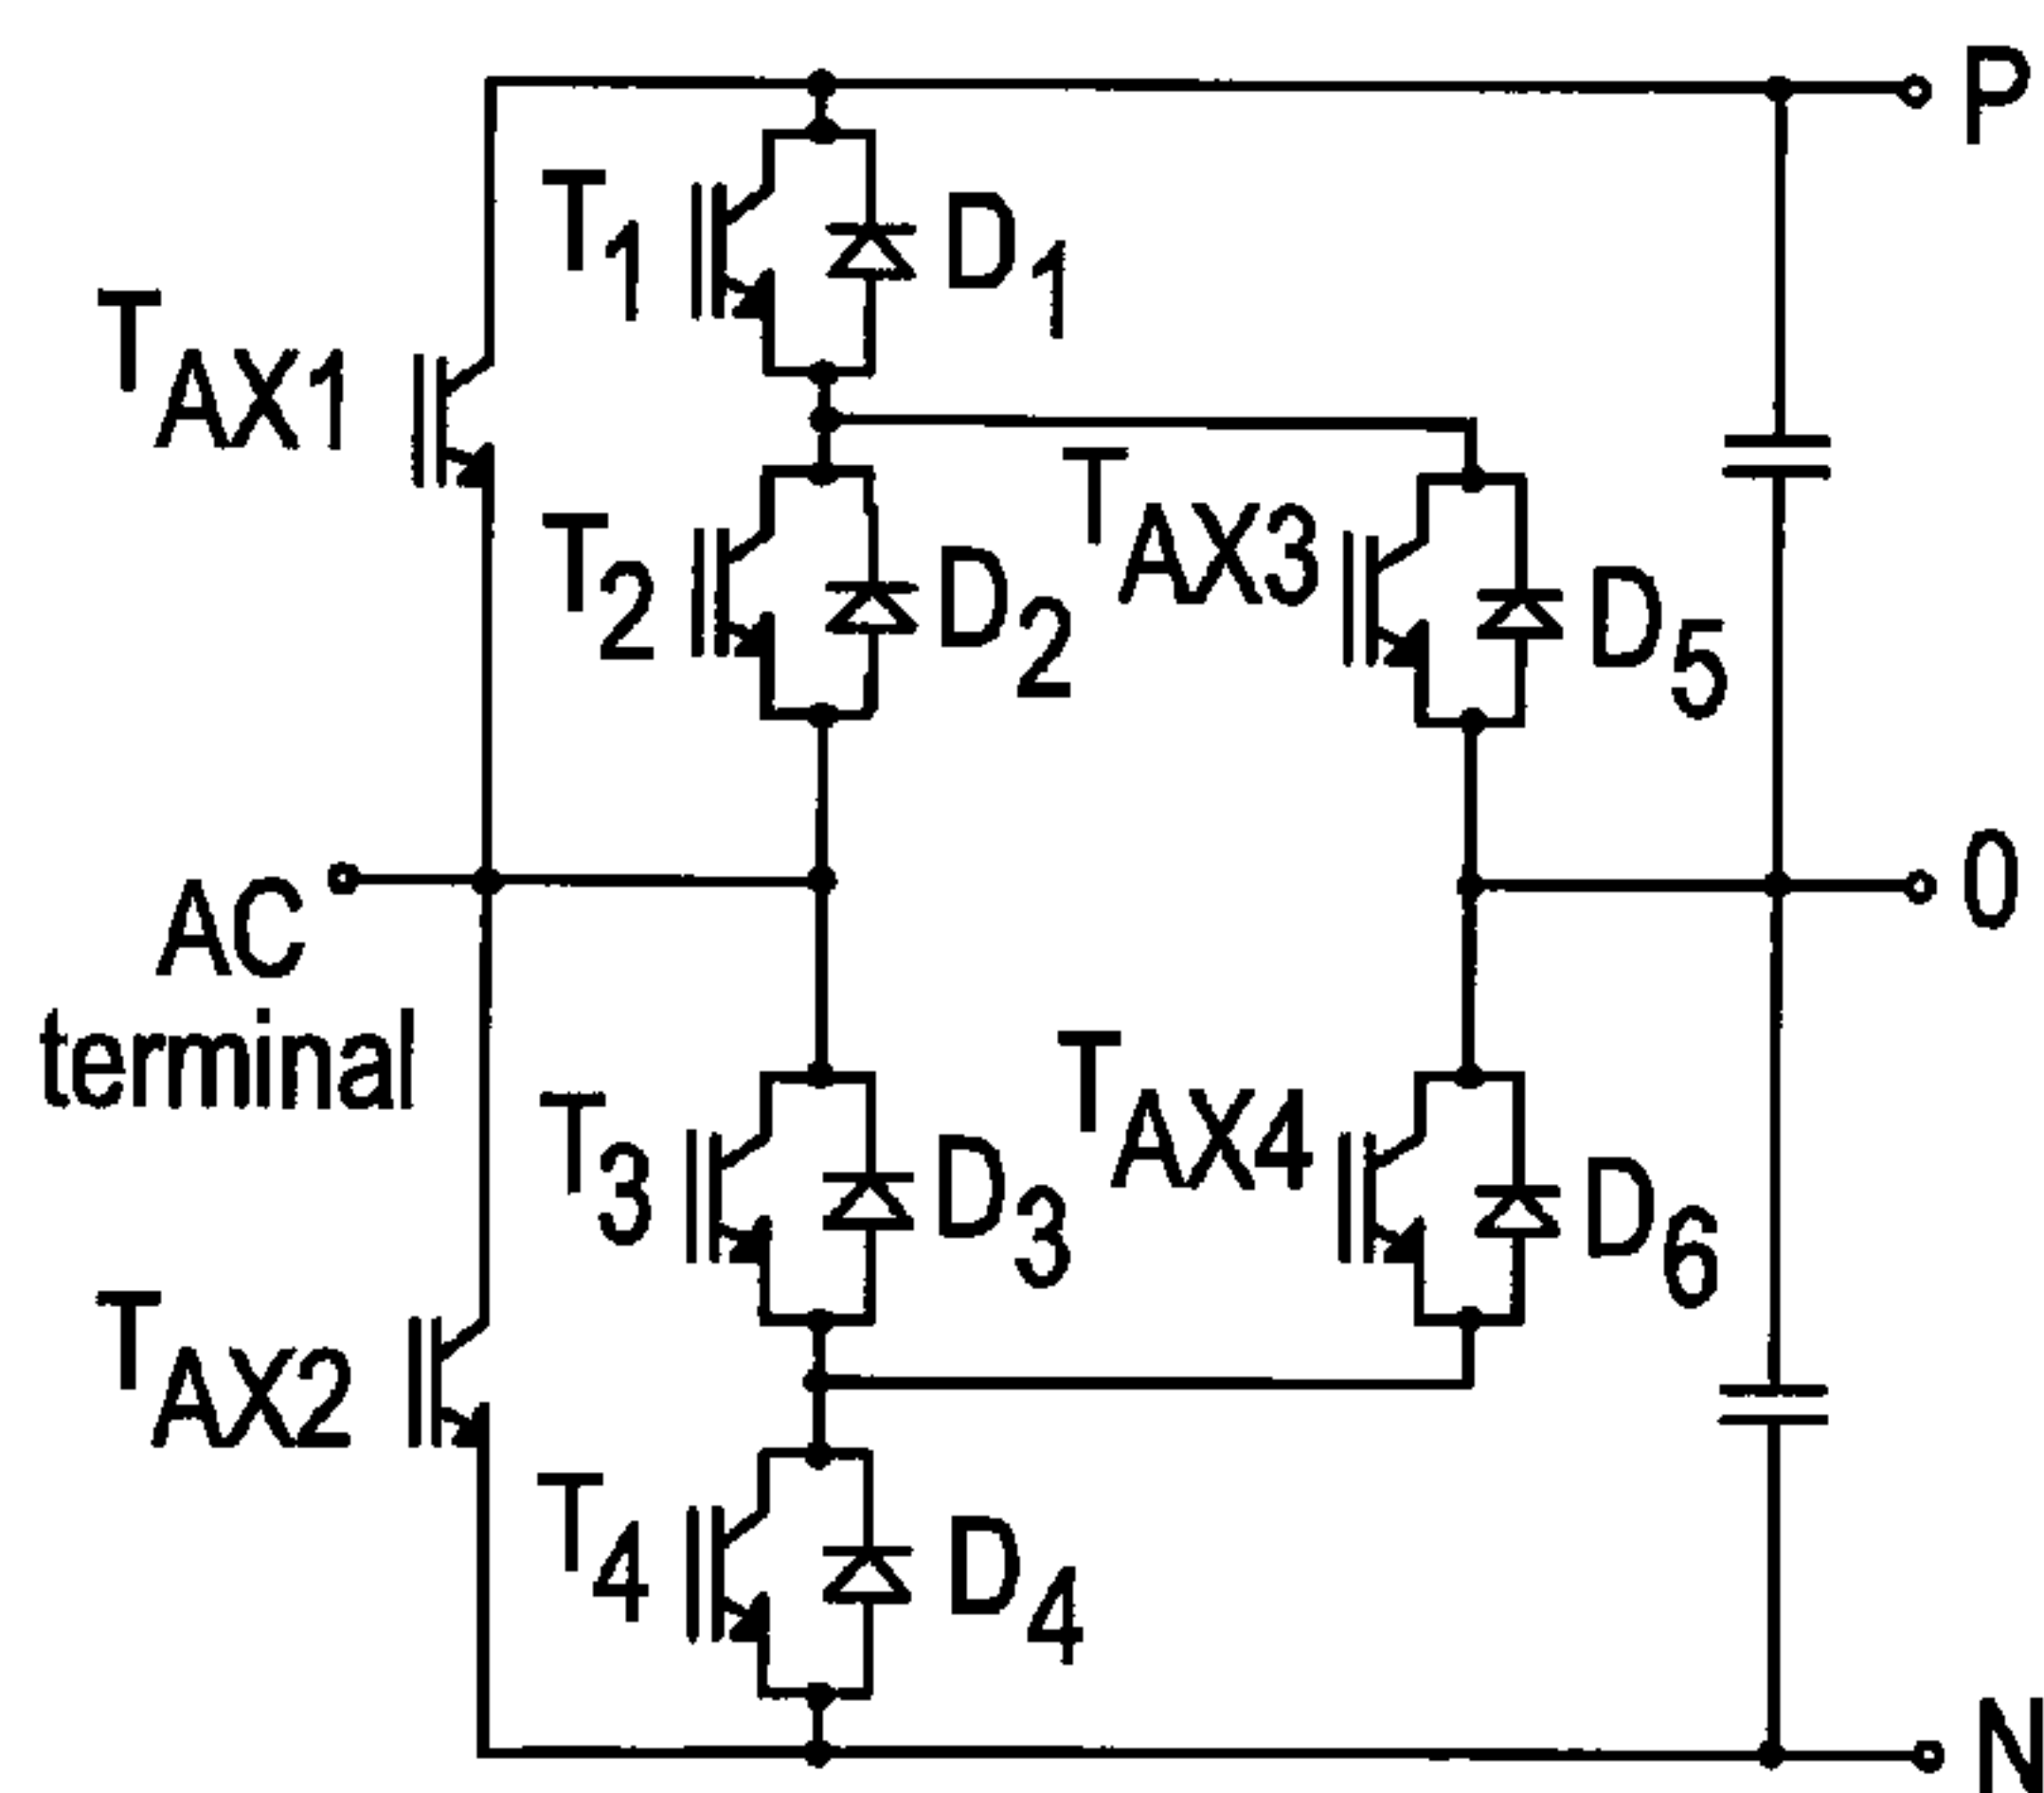 P
T1
D1
TAX1
TAX3
T2
D2
D5
AC
terminal
0
T3
D3
TAX4
D6
TAX2
T4
D4
N